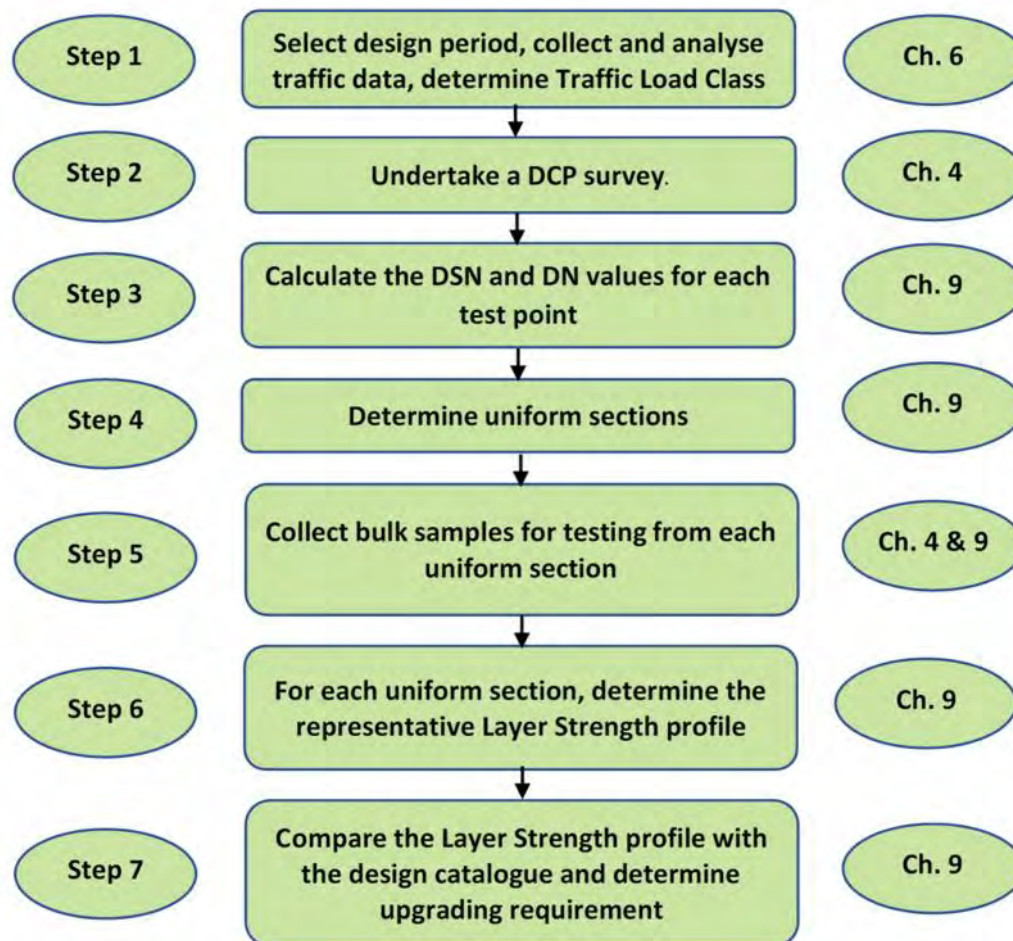 Step 1
Select design period, collect and analyse
traffic data, determine Traffic Load Class
Ch. 6
Step 2
Undertake a DCP survey.
Ch. 4
Step 3
Calculate the DSN and DN values for each
test point
Ch. 9
Step 4
Determine uniform sections
Ch. 9
Step 5
Collect bulk samples for testing from each
uniform section
Ch. 4 & 9
Step 6
For each uniform section, determine the
representative Layer Strength profile
Ch. 9
Step 7
Compare the Layer Strength profile with
the design catalogue and determine
upgrading requirement
Ch. 9